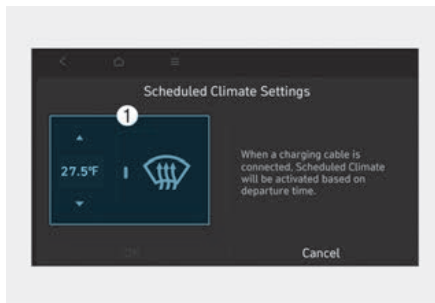 Scheduled Climate Settings
1
27.5°F
When a charging cable is
connected, Scheduled Climate
will be activated based on
departure time.
OK
Cancel